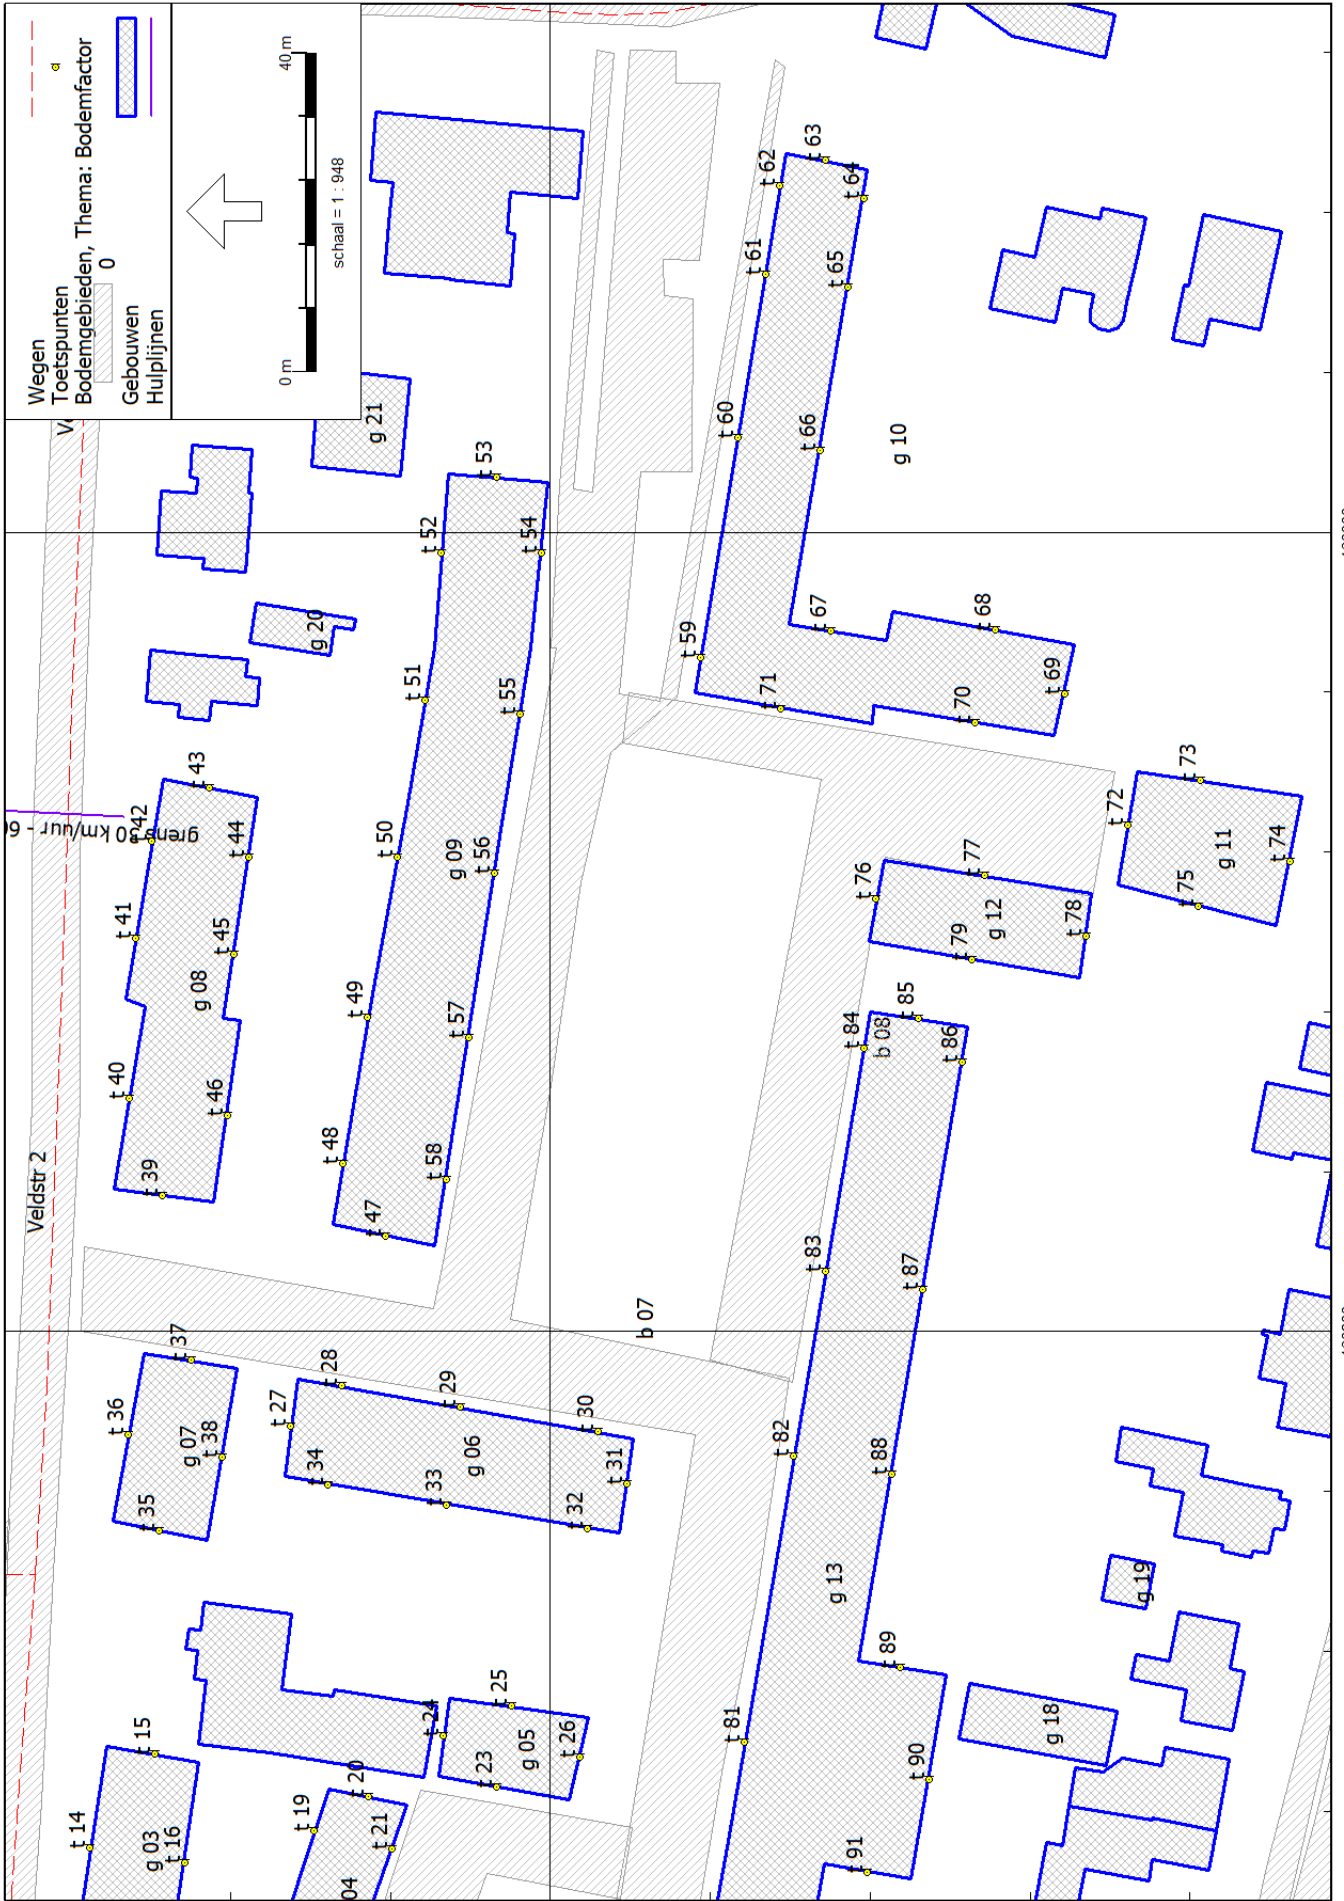 Wegen
Toetspunten
Bodemgebieden, Thema: Bodemfactor
0
Gebouwen
Hulplijnen
0 m
40 m
schaal = 1 : 948
Veldstr 2
g 21
t 53
t 52
t 54
g 20
t 51
t 55
t 50
g 09
t 56
t 49
t 57
t 48
t 58
t 47
t 43
42
t 44
t 41
t 45
g 08
t 40
t 46
t 39
t 62
t 63
t 64
t 61
t 65
t 60
t 66
g 10
t 59
t 67
t 68
t 71
t 70
t 69
t 72
t 73
g 11
t 74
t 75
t 76
t 77
g 12
t 78
t 79
t 84
b 08
t 85
t 86
t 83
t 87
b 07
t 82
t 88
g 13
t 89
t 81
t 90
t 91
g 18
g 19
t 37
t 36
g 07
t 38
t 35
t 28
t 27
t 29
t 30
t 34
t 33
g 06
t 31
t 32
t 25
t 24
t 23
g 05
t 26
t 15
t 14
g 03
t 16
t 20
t 19
t 21
04